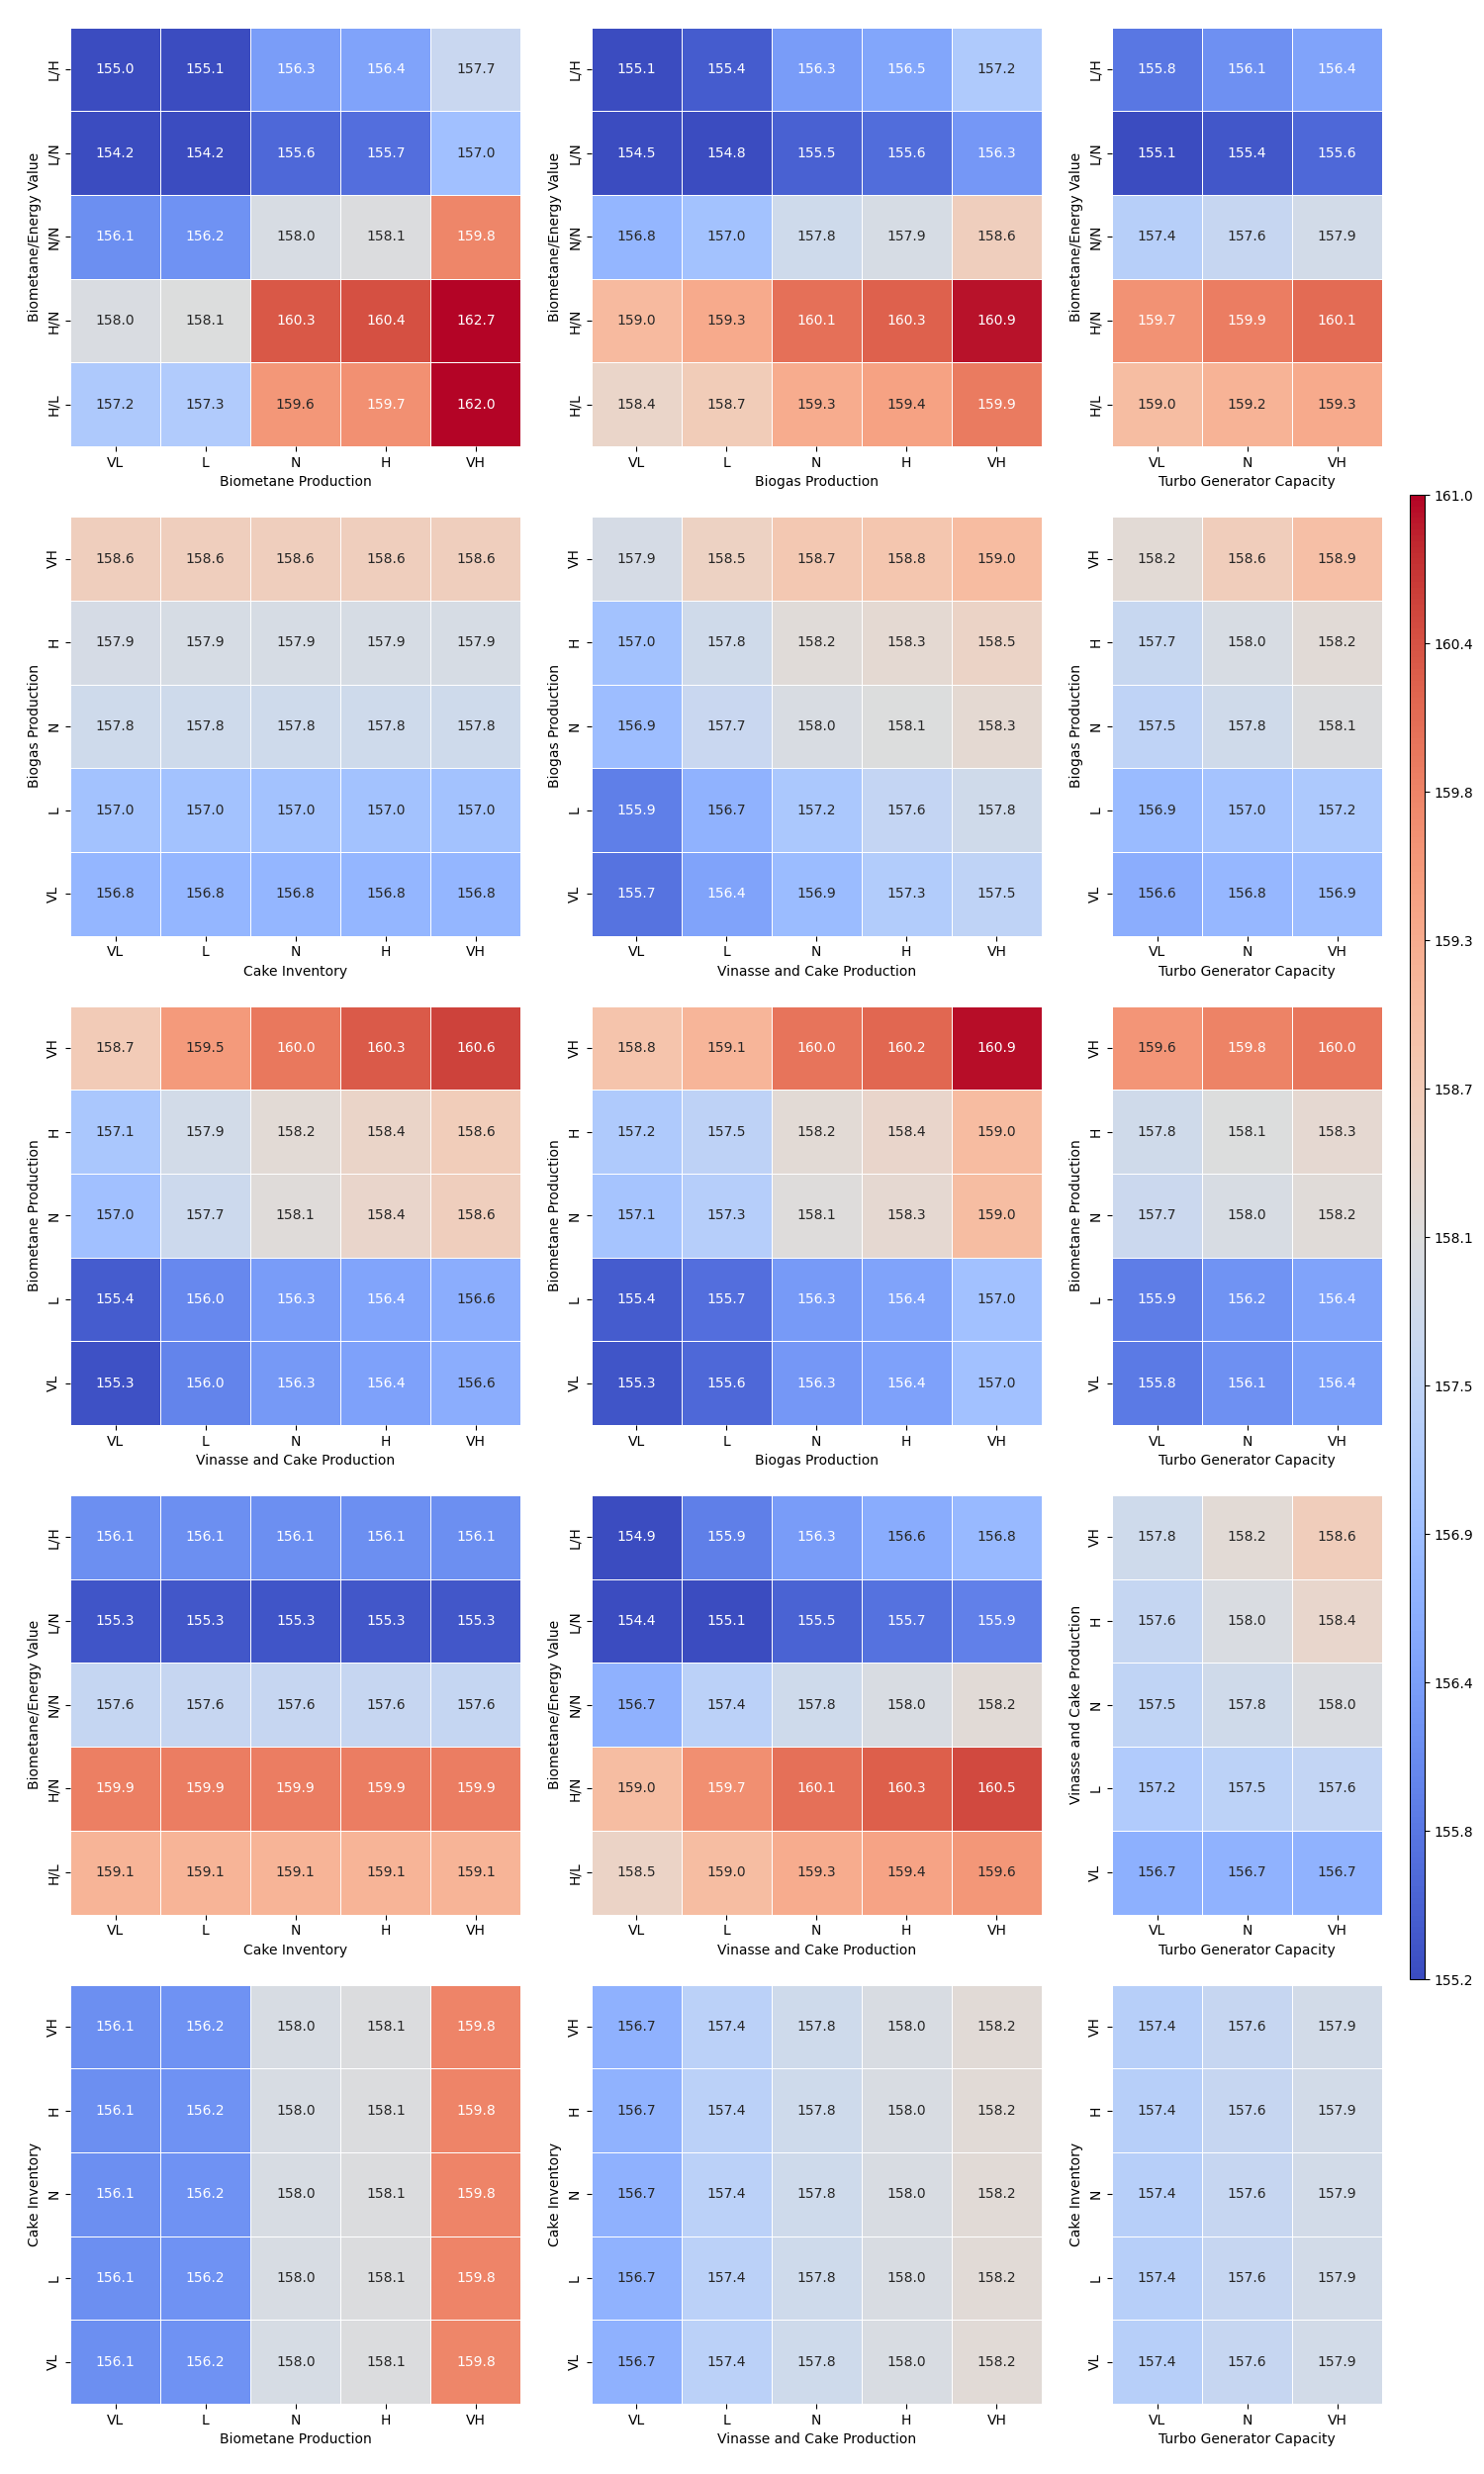 Biometane/Energy Value
L/H 155.0 155.1 156.3 156.4 157.7
L/N 154.2 154.2 155.6 155.7 157.0
N/N 156.1 156.2 158.0 158.1 159.8
H/N 158.0 158.1 160.3 160.4 162.7
H/L 157.2 157.3 159.6 159.7 162.0
VL L N H VH
Biometane Production
Biometane/Energy Value
L/H 155.1 155.4 156.3 156.5 157.2
L/N 154.5 154.8 155.5 155.6 156.3
N/N 156.8 157.0 157.8 157.9 158.6
H/N 159.0 159.3 160.1 160.3 160.9
H/L 158.4 158.7 159.3 159.4 159.9
VL L N H VH
Biogas Production
Biometane/Energy Value
L/H 155.8 156.1 156.4
L/N 155.1 155.4 155.6
N/N 157.4 157.6 157.9
H/N 159.7 159.9 160.1
H/L 159.0 159.2 159.3
VL N VH
Turbo Generator Capacity
Biogas Production
VH 158.6 158.6 158.6 158.6 158.6
H 157.9 157.9 157.9 157.9 157.9
N 157.8 157.8 157.8 157.8 157.8
L 157.0 157.0 157.0 157.0 157.0
VL 156.8 156.8 156.8 156.8 156.8
VL L N H VH
Cake Inventory
Biogas Production
VH 157.9 158.5 158.7 158.8 159.0
H 157.0 157.8 158.2 158.3 158.5
N 156.9 157.7 158.0 158.1 158.3
L 155.9 156.7 157.2 157.6 157.8
VL 155.7 156.4 156.9 157.3 157.5
VL L N H VH
Vinasse and Cake Production
Biogas Production
VH 158.2 158.6 158.9
H 157.7 158.0 158.2
N 157.5 157.8 158.1
L 156.9 157.0 157.2
VL 156.6 156.8 156.9
VL N VH
Turbo Generator Capacity
Biometane Production
VH 158.7 159.5 160.0 160.3 160.6
H 157.1 157.9 158.2 158.4 158.6
N 157.0 157.7 158.1 158.4 158.6
L 155.4 156.0 156.3 156.4 156.6
VL 155.3 156.0 156.3 156.4 156.6
VL L N H VH
Vinasse and Cake Production
Biometane Production
VH 158.8 159.1 160.0 160.2 160.9
H 157.2 157.5 158.2 158.4 159.0
N 157.1 157.3 158.1 158.3 159.0
L 155.4 155.7 156.3 156.4 157.0
VL 155.3 155.6 156.3 156.4 157.0
VL L N H VH
Biogas Production
Biometane Production
VH 159.6 159.8 160.0
H 157.8 158.1 158.3
N 157.7 158.0 158.2
L 155.9 156.2 156.4
VL 155.8 156.1 156.4
VL N VH
Turbo Generator Capacity
Biometane/Energy Value
L/H 156.1 156.1 156.1 156.1 156.1
L/N 155.3 155.3 155.3 155.3 155.3
N/N 157.6 157.6 157.6 157.6 157.6
H/N 159.9 159.9 159.9 159.9 159.9
H/L 159.1 159.1 159.1 159.1 159.1
VL L N H VH
Cake Inventory
Biometane/Energy Value
L/H 154.9 155.9 156.3 156.6 156.8
L/N 154.4 155.1 155.5 155.7 155.9
N/N 156.7 157.4 157.8 158.0 158.2
H/N 159.0 159.7 160.1 160.3 160.5
H/L 158.5 159.0 159.3 159.4 159.6
VL L N H VH
Vinasse and Cake Production
Vinasse and Cake Production
VH 157.8 158.2 158.6
H 157.6 158.0 158.4
N 157.5 157.8 158.0
L 157.2 157.5 157.6
VL 156.7 156.7 156.7
VL N VH
Turbo Generator Capacity
Cake Inventory
VH 156.1 156.2 158.0 158.1 159.8
H 156.1 156.2 158.0 158.1 159.8
N 156.1 156.2 158.0 158.1 159.8
L 156.1 156.2 158.0 158.1 159.8
VL 156.1 156.2 158.0 158.1 159.8
VL L N H VH
Biometane Production
Cake Inventory
VH 156.7 157.4 157.8 158.0 158.2
H 156.7 157.4 157.8 158.0 158.2
N 156.7 157.4 157.8 158.0 158.2
L 156.7 157.4 157.8 158.0 158.2
VL 156.7 157.4 157.8 158.0 158.2
VL L N H VH
Vinasse and Cake Production
Cake Inventory
VH 157.4 157.6 157.9
H 157.4 157.6 157.9
N 157.4 157.6 157.9
L 157.4 157.6 157.9
VL 157.4 157.6 157.9
VL N VH
Turbo Generator Capacity
161.0
160.4
159.8
159.3
158.7
158.1
157.5
156.9
156.4
155.8
155.2